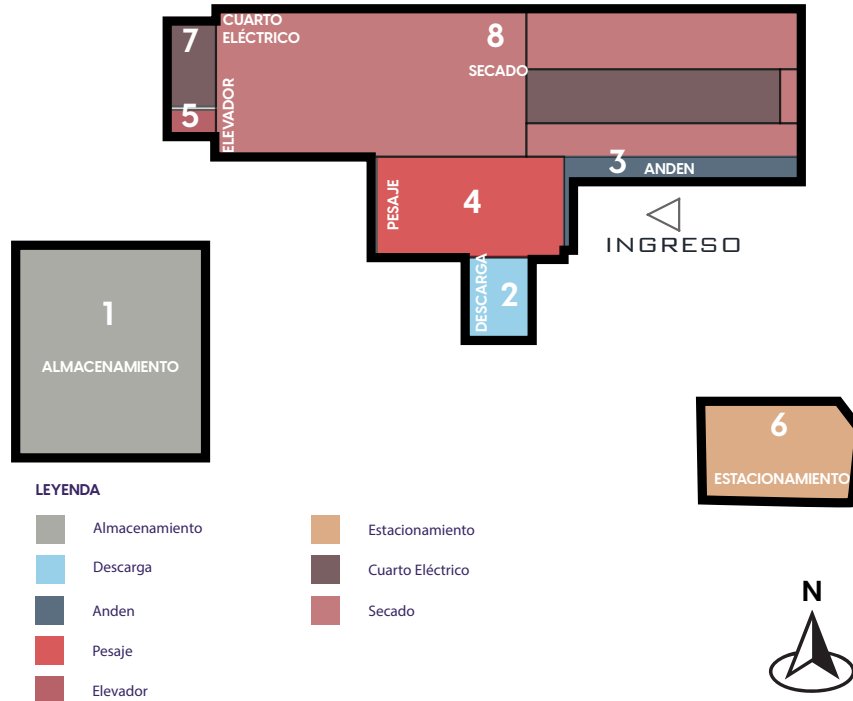 CUARTO
ELÉCTRICO
7
8
SECADO
5
ELEVADOR
3 ANDEN
PESAJE
4
INGRESO
DESCARGA
2
1
ALMACENAMIENTO
6
ESTACIONAMIENTO
LEYENDA
Almacenamiento
Descarga
Anden
Pesaje
Elevador
Estacionamiento
Cuarto Eléctrico
Secado
N